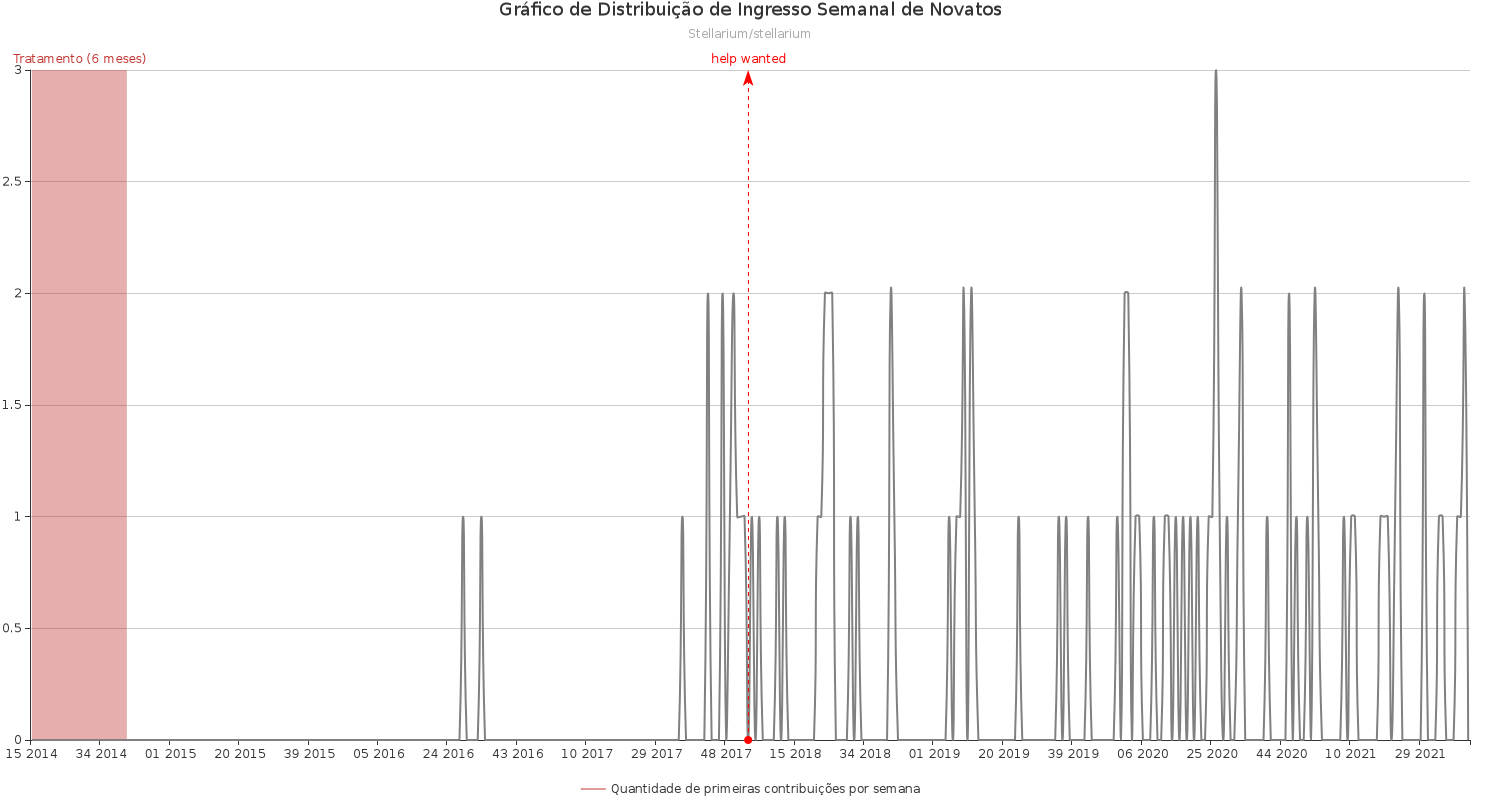 Gráfico de Distribuição de Ingresso Semanal de Novatos
Stellarium/stellarium
Tratamento (6 meses)
help wanted
3
2.5
2
1.5
1
0.5
0
15 2014 34 2014 01 2015 20 2015 39 2015 05 2016 24 2016 43 2016 10 2017 29 2017 48 2017 15 2018 34 2018 01 2019 20 2019 39 2019 06 2020 25 2020 44 2020 10 2021 29 2021
Quantidade de primeiras contribuições por semana